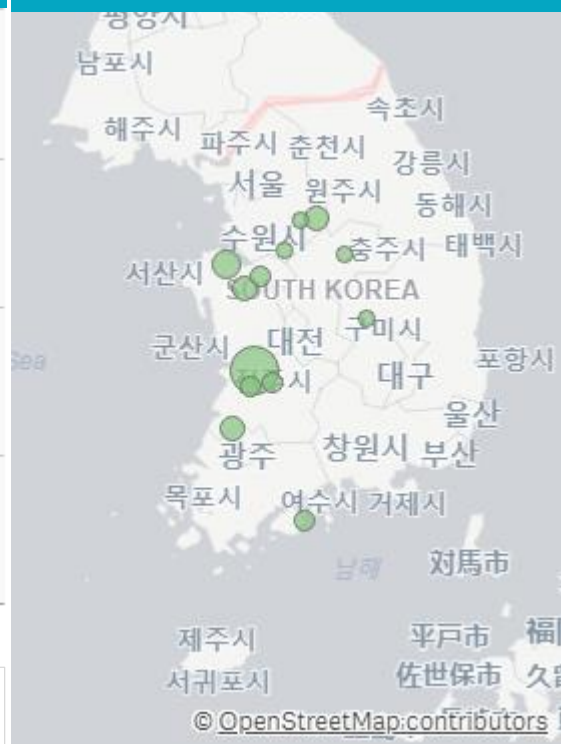 평양시
남포시
속초시
해주시
파주시
춘천시
강릉시
서울
원주시
동해시
수원시
충주시
태백시
서산시
SOUTH KOREA
군산시
대전
구미시
포항시
Sea
대구
울산
광주
창원시
부산
목포시
여수시
거제시
남해
対馬市
제주시
平戸市
서귀포시
佐世保市
© OpenStreetMap contributors